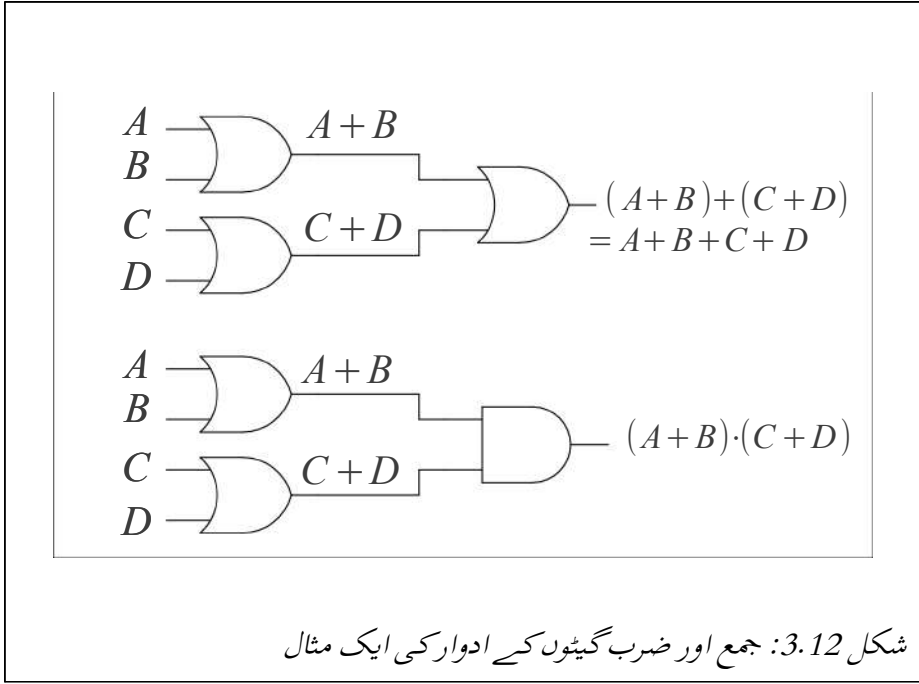 A
A+B
B
(A+B)+(C+D)
C
C+D
=A+B+C+D
D
A
A+B
B
(A+B)·(C+D)
C
C+D
D
شکل 3.12: جمع اور ضرب گیٹوں کے ادوار کی ایک مثال